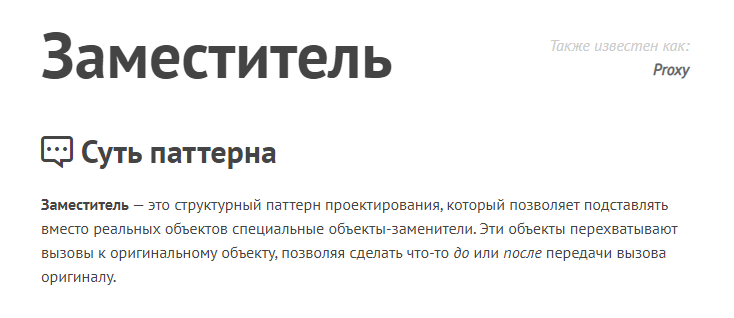 Заместитель
Также известен как:
Proxy
Суть паттерна
Заместитель — это структурный паттерн проектирования, который позволяет подставлять
вместо реальных объектов специальные объекты-заменители. Эти объекты перехватывают
вызовы к оригинальному объекту, позволяя сделать что-то до или после передачи вызова
оригиналу.